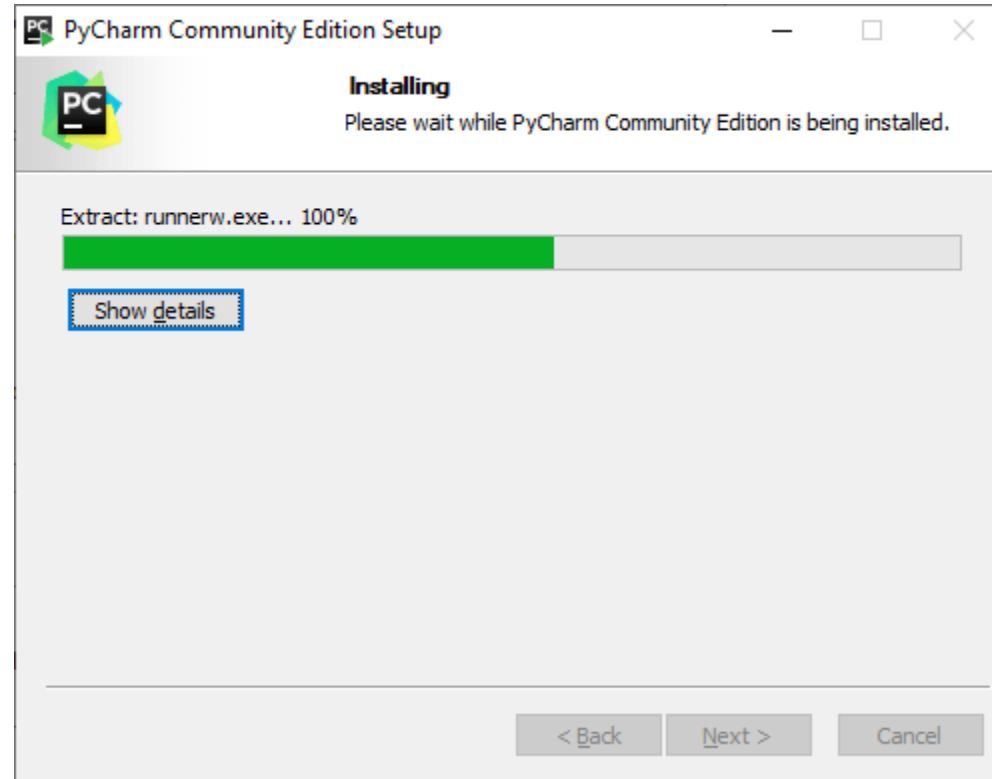 PyCharm Community Edition Setup
PC
Installing
Please wait while PyCharm Community Edition is being installed.
Extract: runnerw.exe... 100%
Show details
< Back Next > Cancel